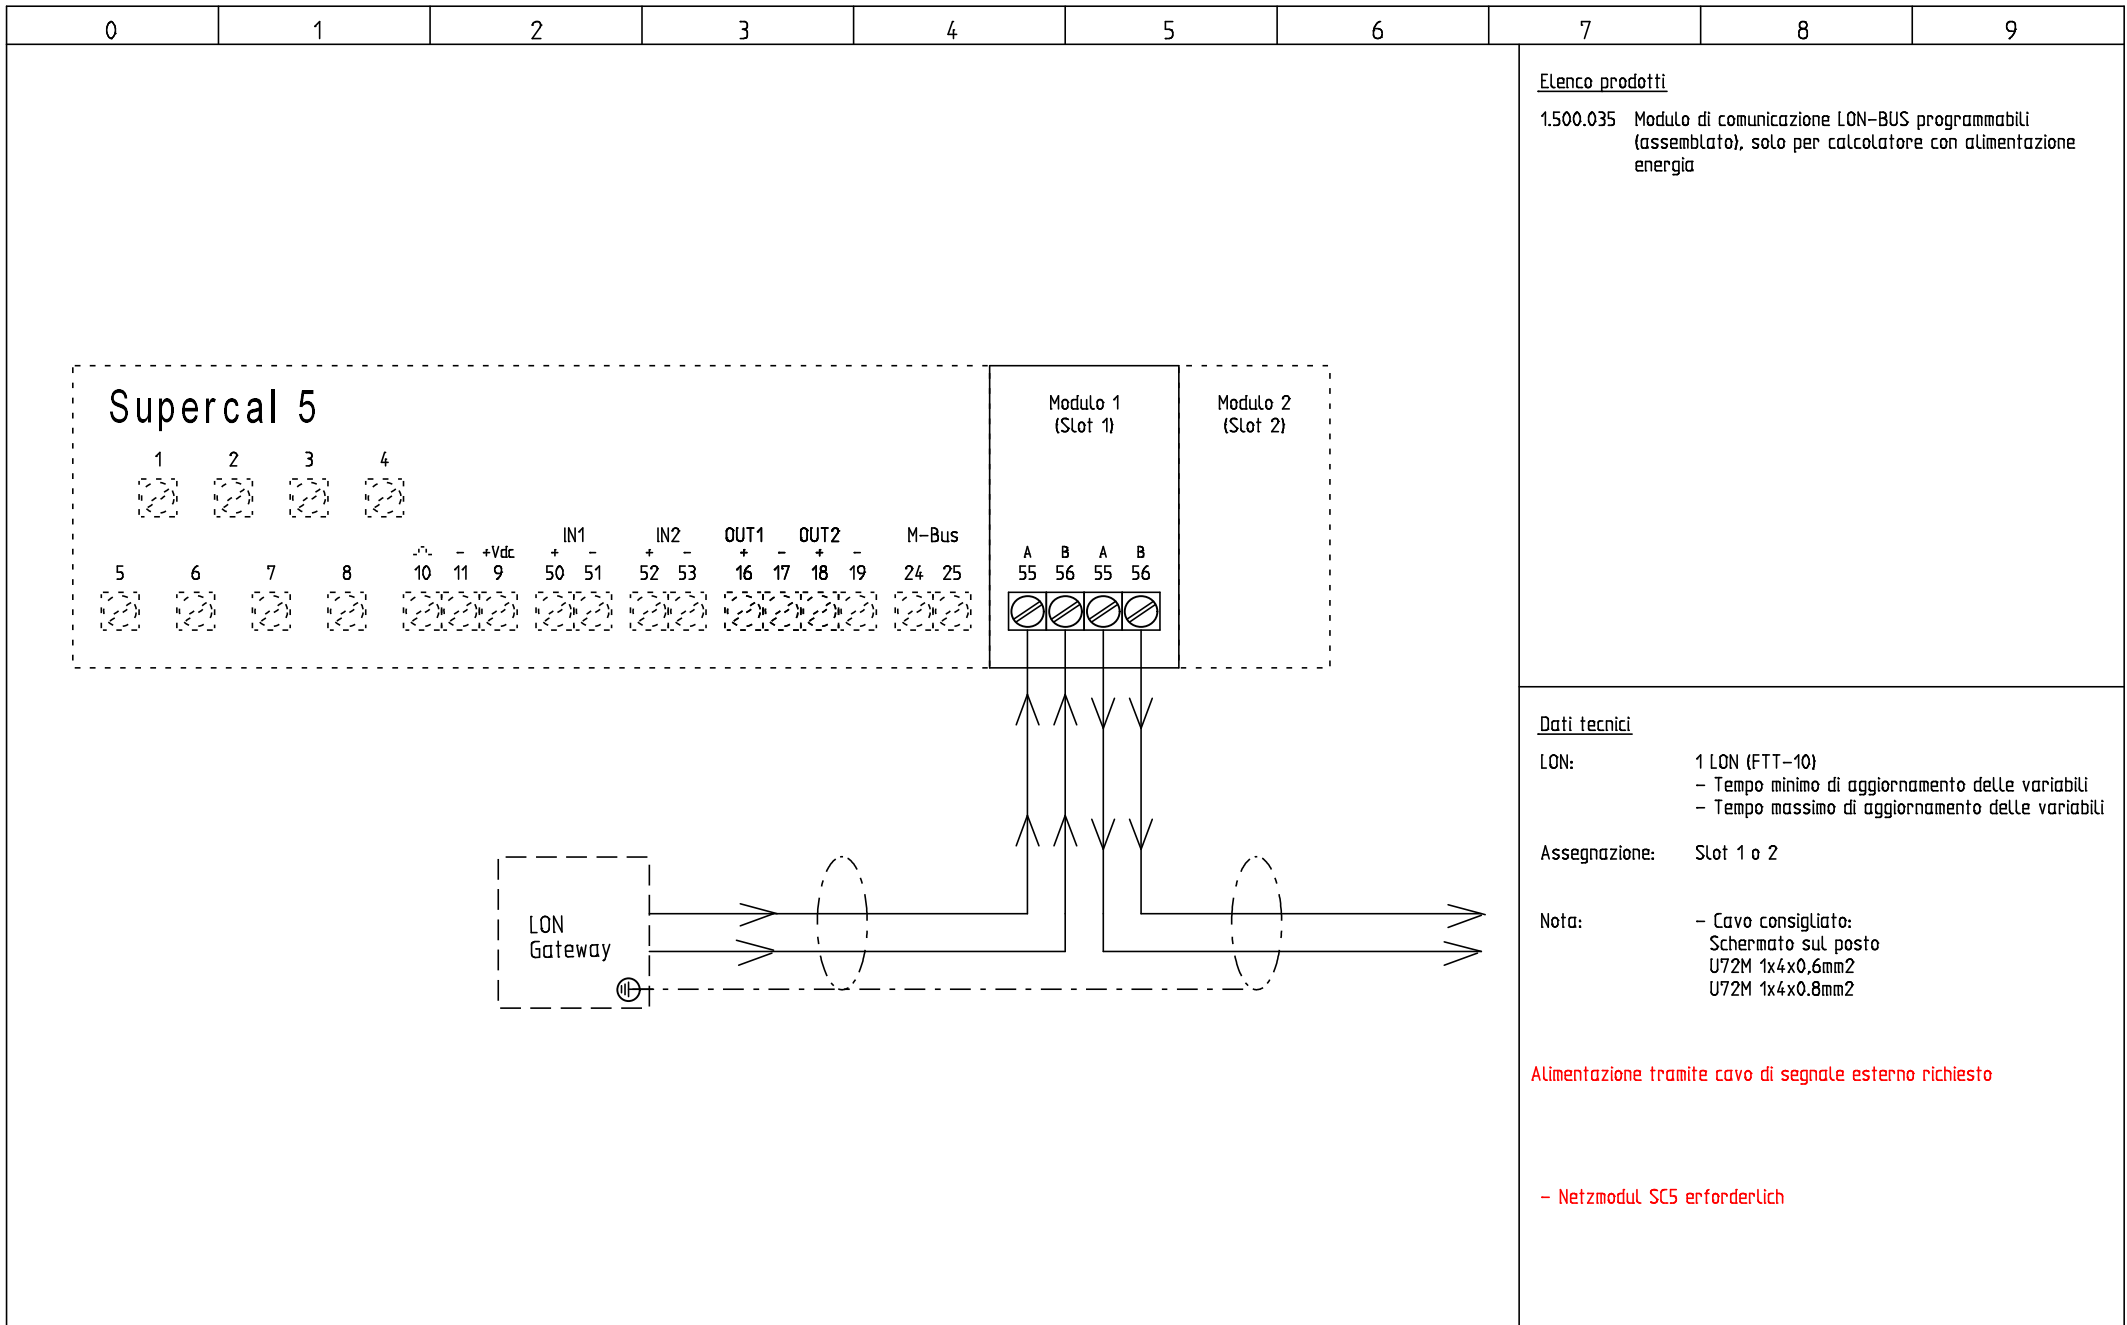 0 1 2 3 4 5 6 7 8 9
Elenco prodotti
1.500.035 Modulo di comunicazione LON-BUS programmabili
(assemblato), solo per calcolatore con alimentazione
energia
Supercal 5
Modulo 1
(Slot 1)
Modulo 2
(Slot 2)
1 2 3 4
IN1 IN2 OUT1 OUT2 M-Bus
- +Vdc + - + - + - + - A B A B
5 6 7 8 10 11 9 50 51 52 53 16 17 18 19 24 25 55 56 55 56
LON
Gateway
Dati tecnici
LON: 1 LON (FTT-10)
- Tempo minimo di aggiornamento delle variabili
- Tempo massimo di aggiornamento delle variabili
Assegnazione: Slot 1 o 2
Nota: - Cavo consigliato:
Schermato sul posto
U72M 1x4x0,6mm2
U72M 1x4x0.8mm2
Alimentazione tramite cavo di segnale esterno richiesto
- Netzmodul SC5 erforderlich